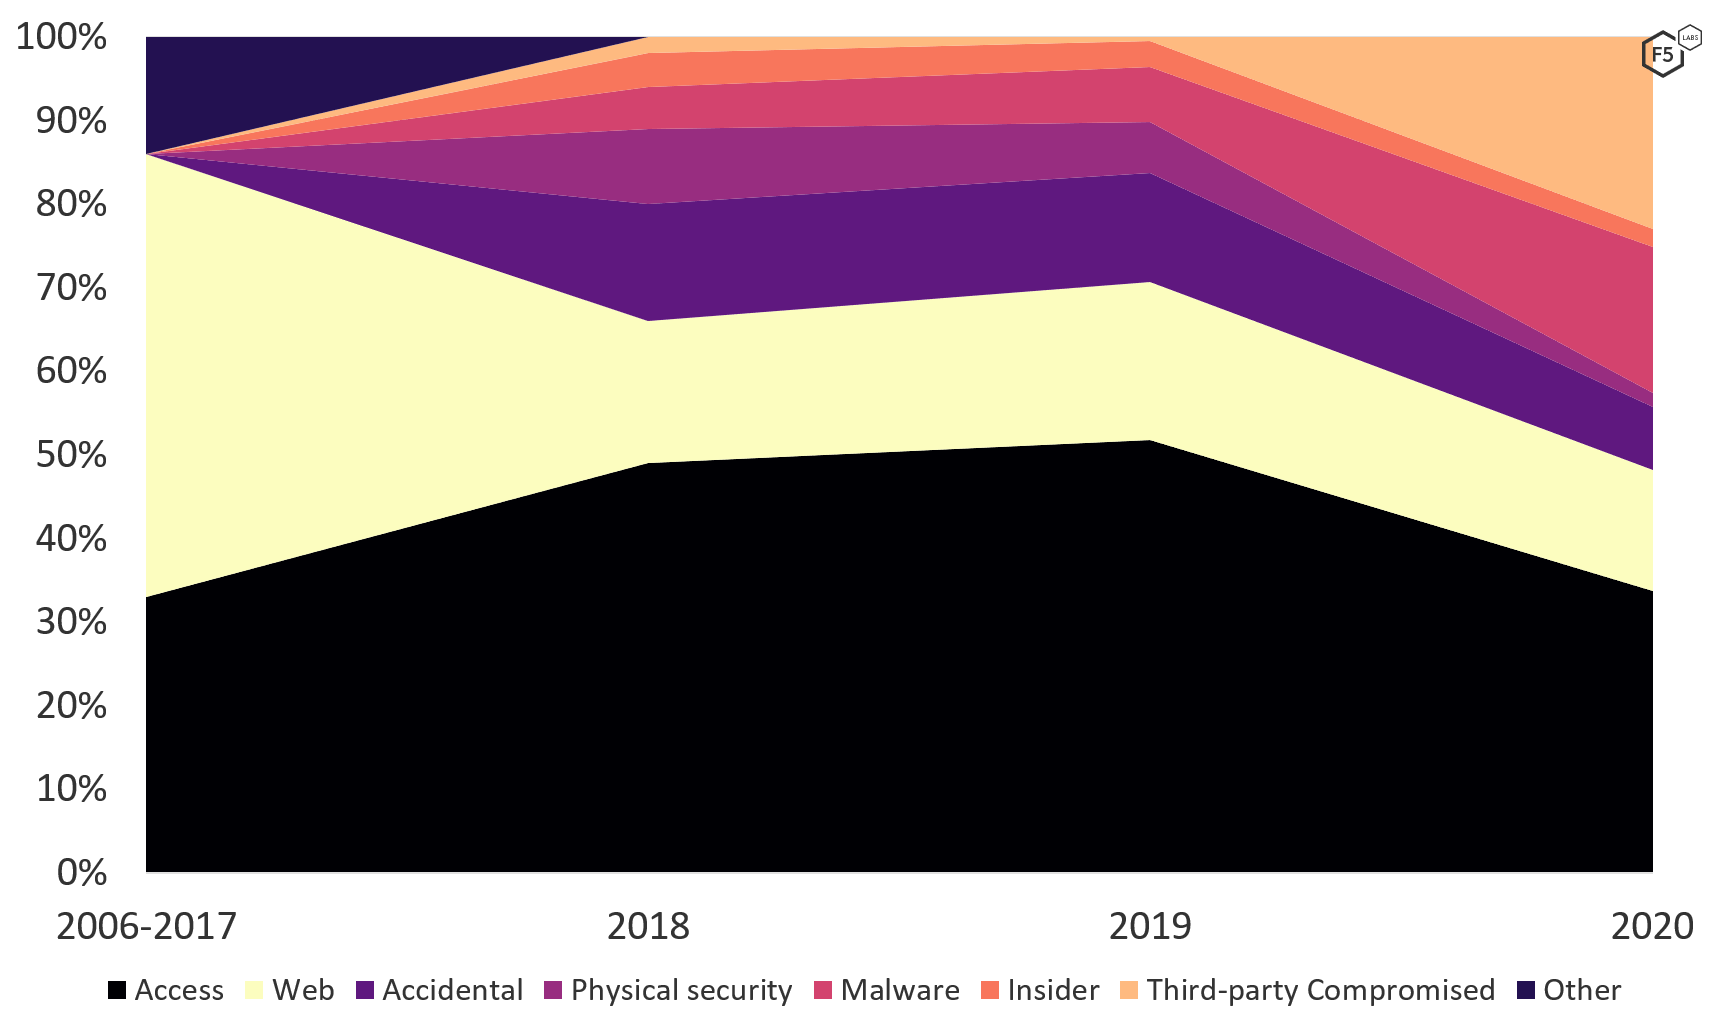 100%
F5
LABS
90%
80%
70%
60%
50%
40%
30%
20%
10%
0%
2006-2017 2018 2019 2020
Access Web Accidental Physical security Malware Insider Third-party Compromised Other